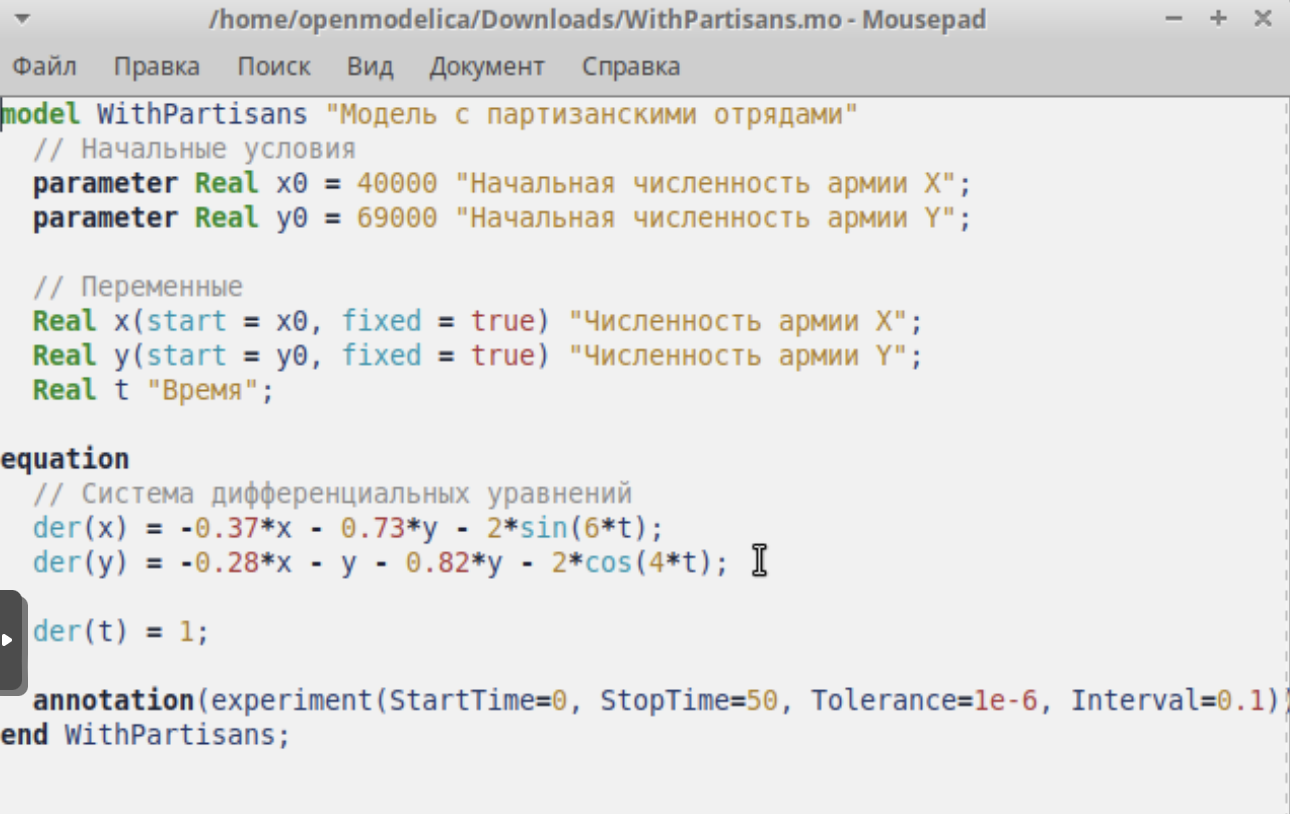 /home/openmodelica/Downloads/WithPartisans.mo - Mousepad
Файл Правка Поиск Вид Документ Справка
model WithPartisans "Модель с партизанскими отрядами"
// Начальные условия
parameter Real x0 = 40000 "Начальная численность армии X";
parameter Real y0 = 69000 "Начальная численность армии Y";
// Переменные
Real x(start = x0, fixed = true) "Численность армии X";
Real y(start = y0, fixed = true) "Численность армии Y";
Real t "Время";
equation
// Система дифференциальных уравнений
der(x) = -0.37*x - 0.73*y - 2*sin(6*t);
der(y) = -0.28*x - y - 0.82*y - 2*cos(4*t);
der(t) = 1;
annotation(experiment(StartTime=0, StopTime=50, Tolerance=1e-6, Interval=0.1))
end WithPartisans;